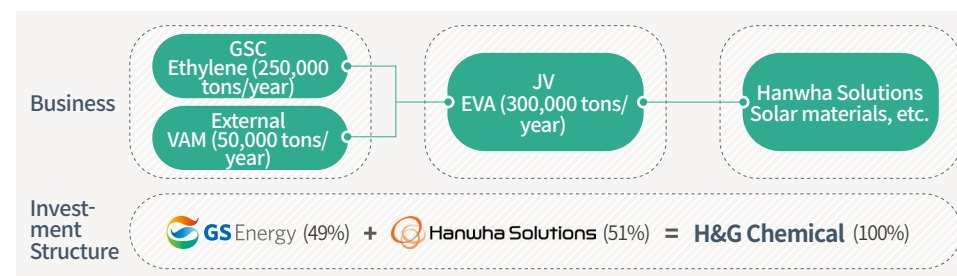 GSC
Ethylene (250,000
tons/year)
External
VAM (50,000 tons/
year)
Business
JV
EVA (300,000 tons/
year)
Hanwha Solutions
Solar materials, etc.
Invest-
ment
Structure
GS Energy (49%) + Hanwha Solutions (51%) = H&G Chemical (100%)